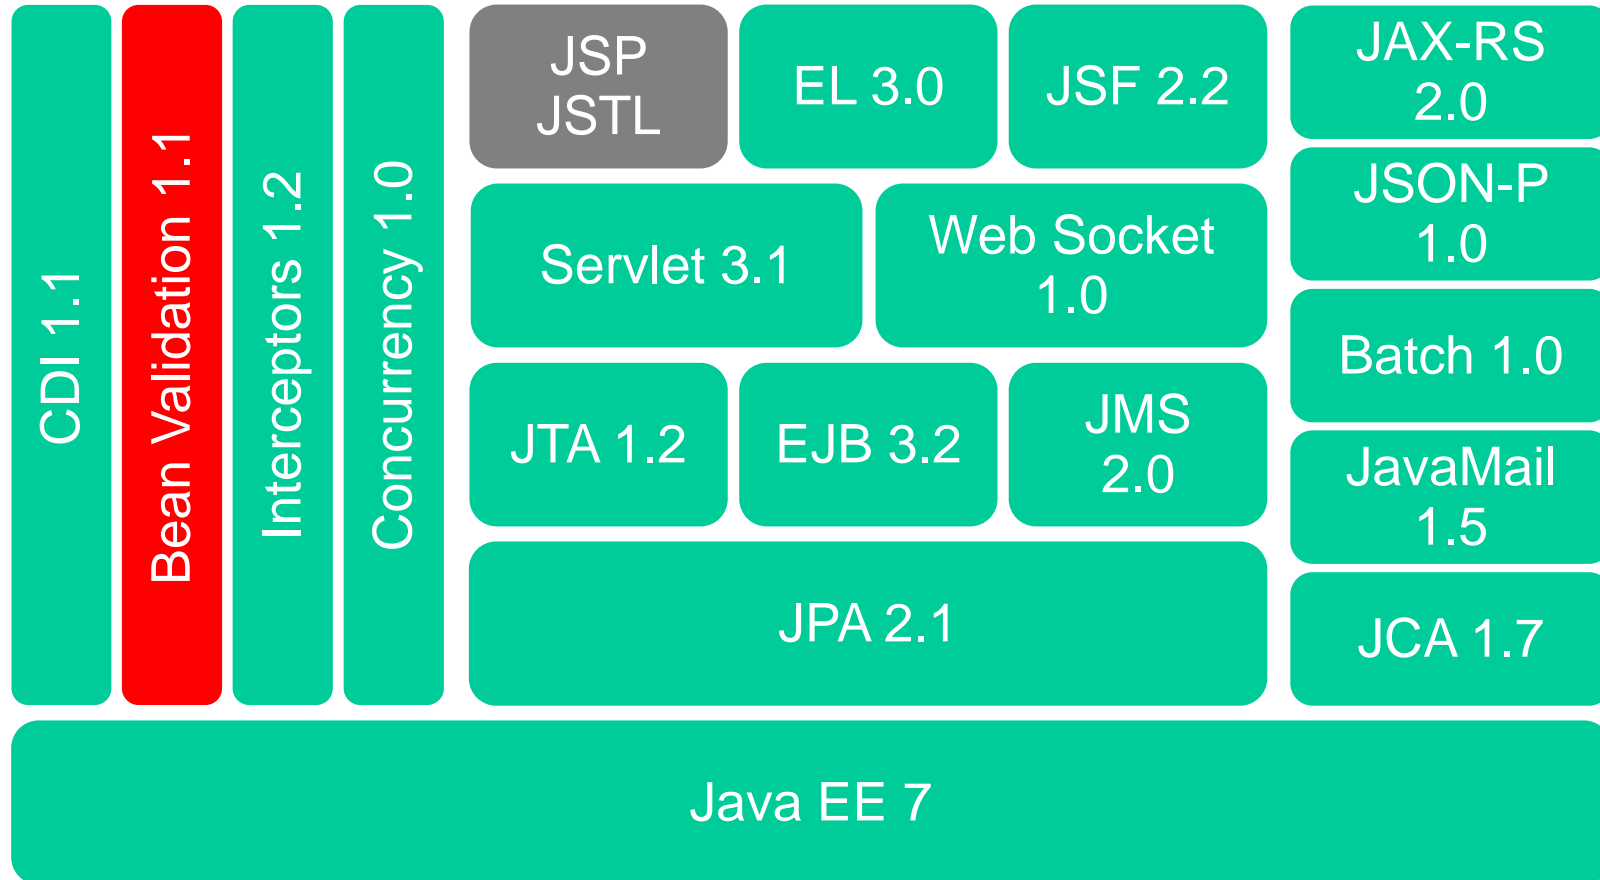 CDI 1.1
Bean Validation 1.1
Interceptors 1.2
Concurrency 1.0
JSP
JSTL
EL 3.0
JSF 2.2
Servlet 3.1
Web Socket
1.0
JTA 1.2
EJB 3.2
JMS
2.0
JPA 2.1
JAX-RS
2.0
JSON-P
1.0
Batch 1.0
JavaMail
1.5
JCA 1.7
Java EE 7